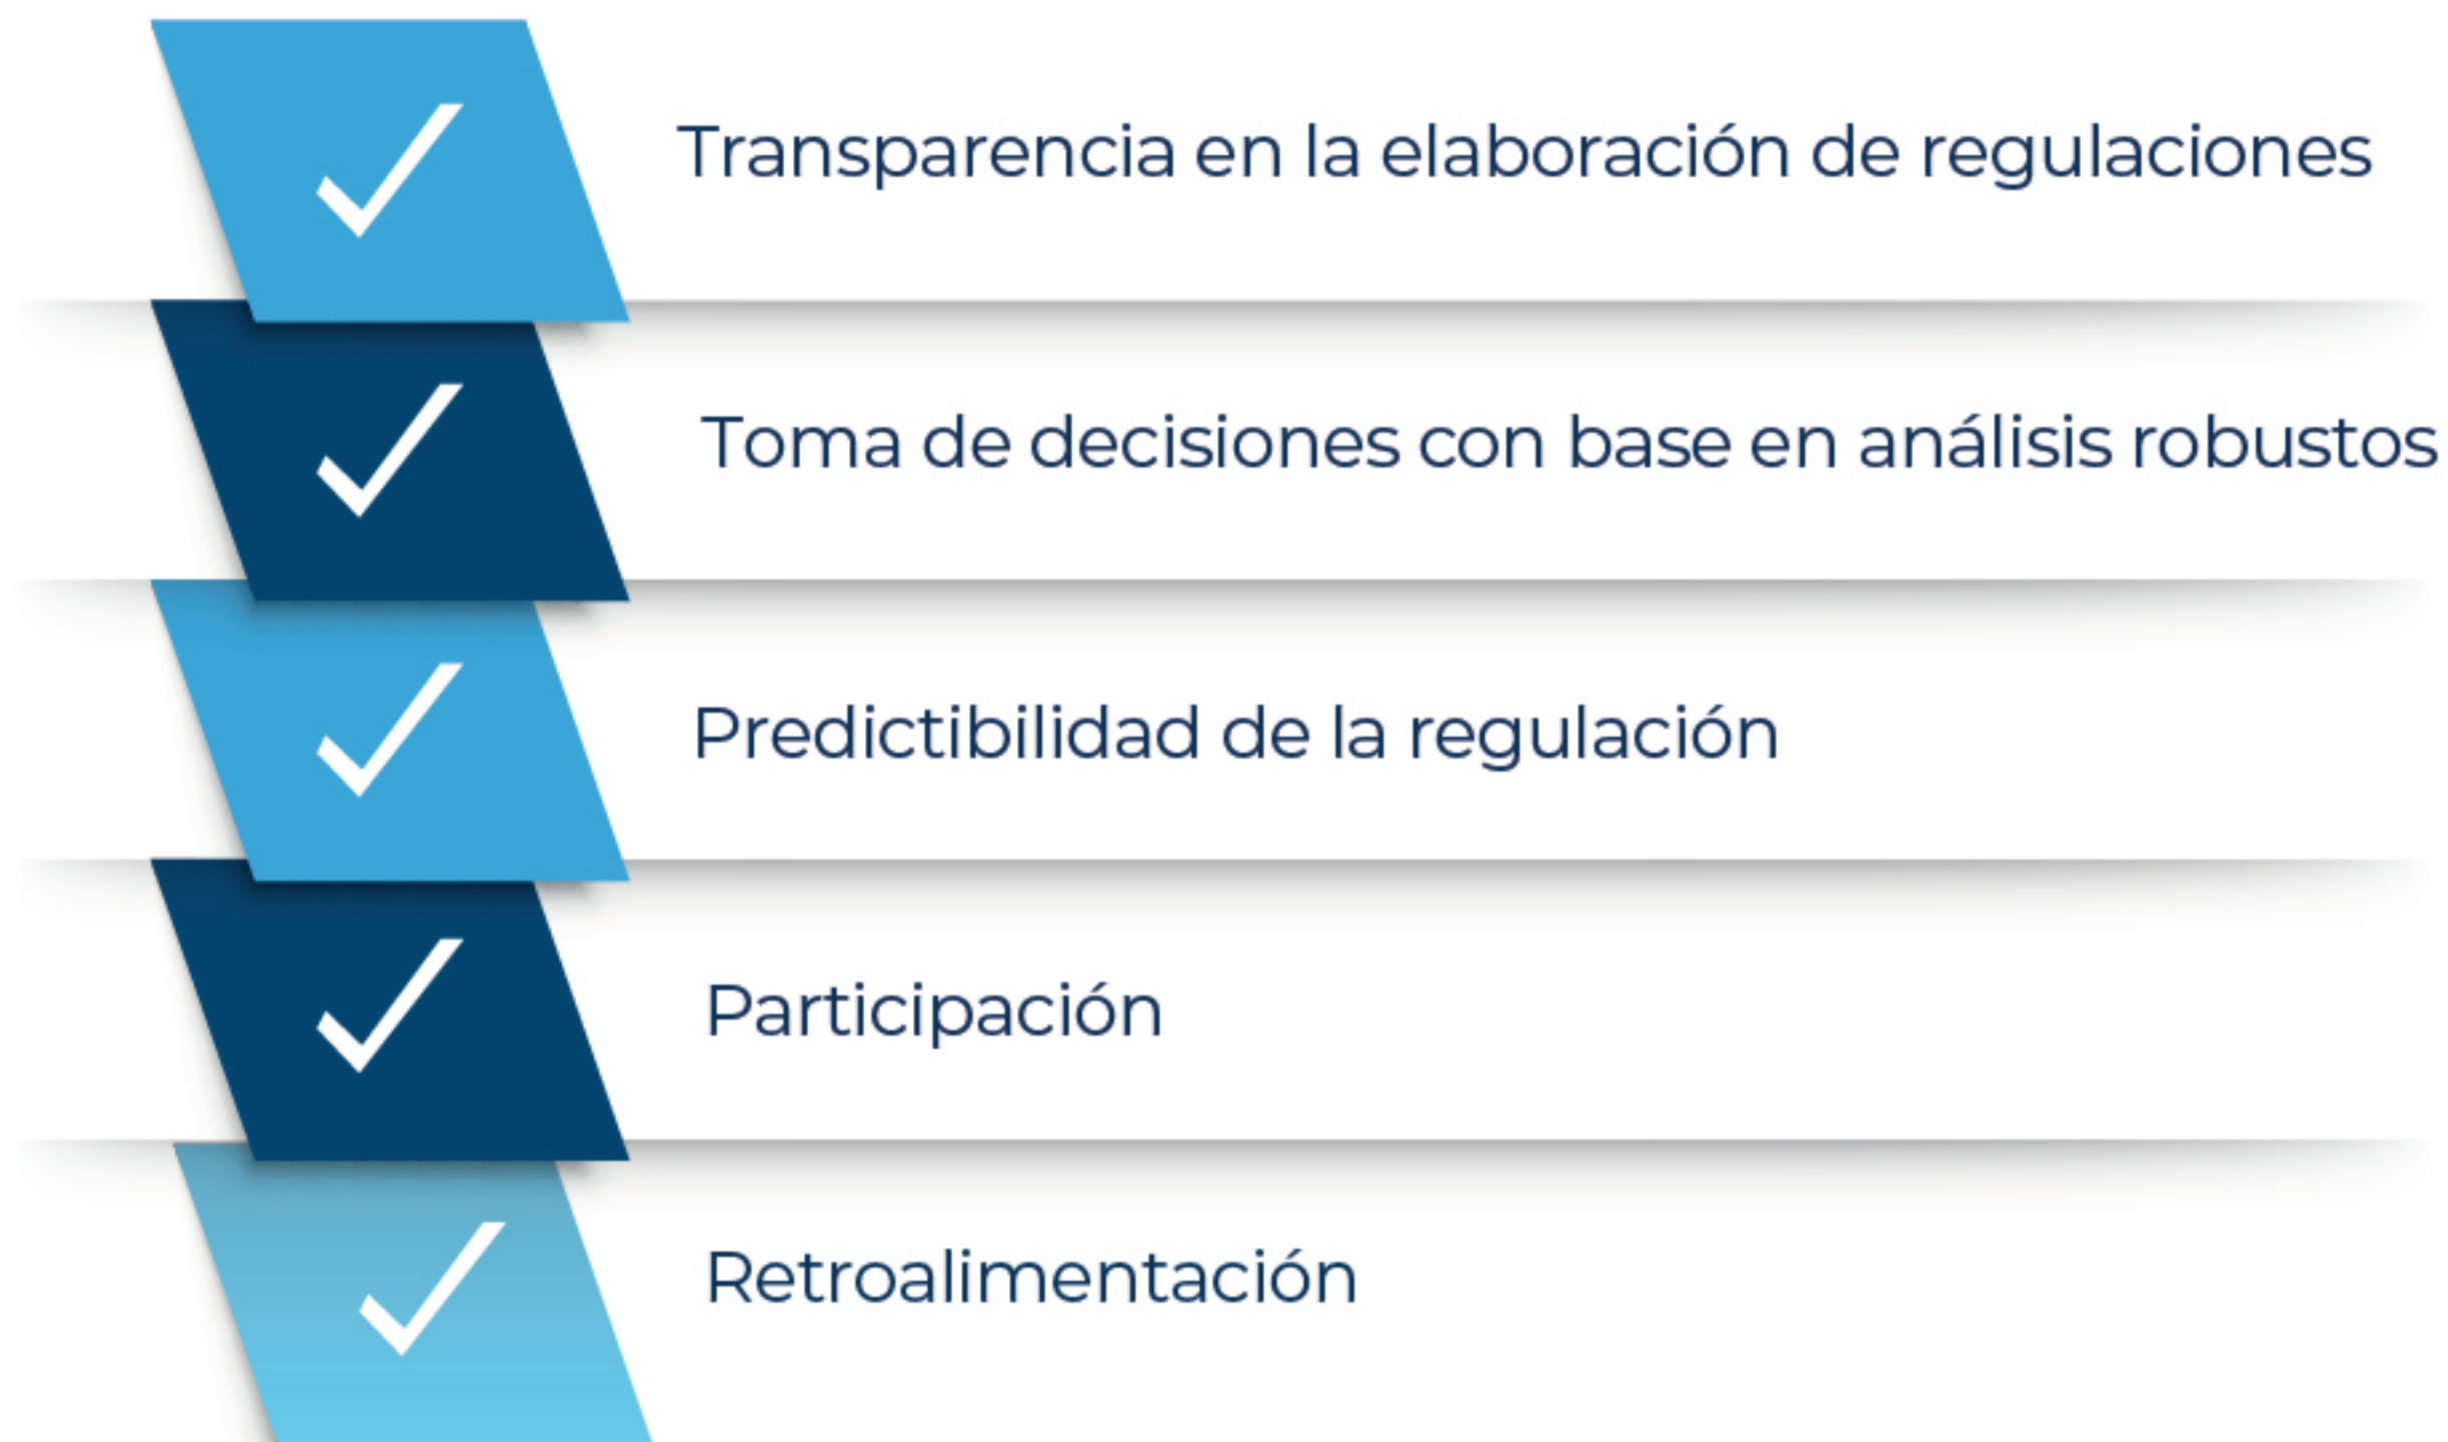 Transparencia en la elaboración de regulaciones
Toma de decisiones con base en análisis robustos
Predictibilidad de la regulación
Participación
Retroalimentación